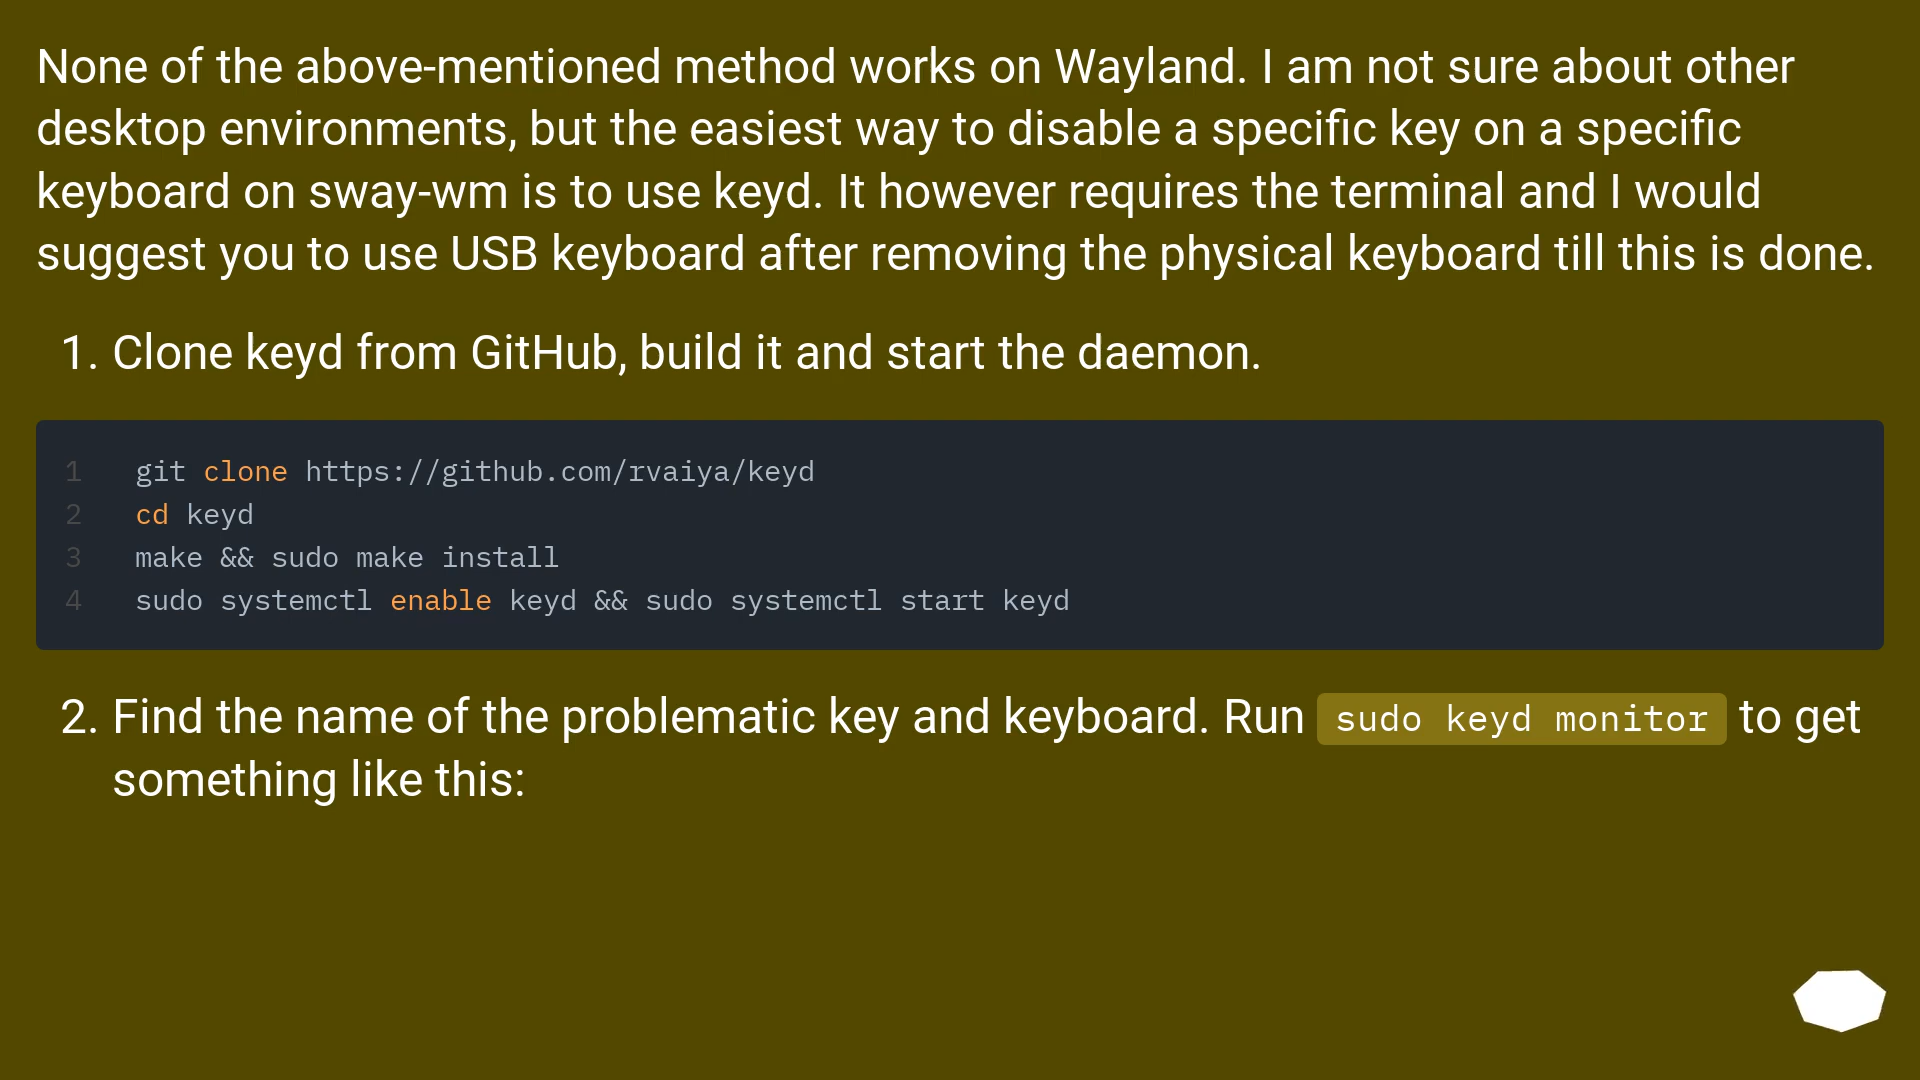 None of the above-mentioned method works on Wayland. I am not sure about other
desktop environments, but the easiest way to disable a specific key on a specific
keyboard on sway-wm is to use keyd. It however requires the terminal and I would
suggest you to use USB keyboard after removing the physical keyboard till this is done.
1. Clone keyd from GitHub, build it and start the daemon.
1 git clone https://github.com/rvaiya/keyd
2 cd keyd
3 make && sudo make install
4 sudo systemctl enable keyd && sudo systemctl start keyd
2. Find the name of the problematic key and keyboard. Run sudo keyd monitor to get
something like this: